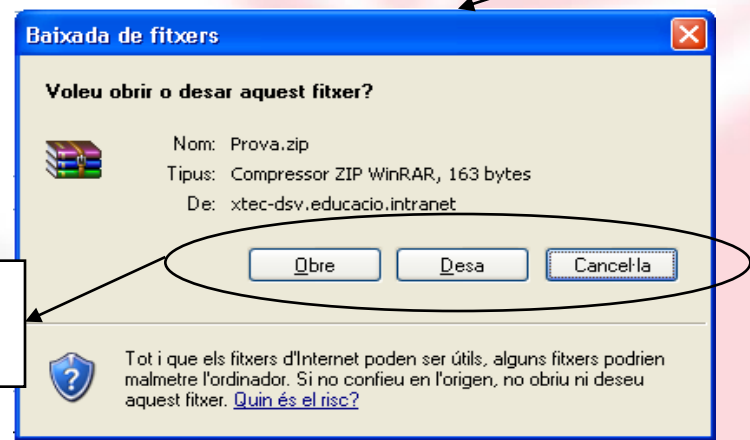 Baixada de fitxers
Voleu obrir o desar aquest fitxer?
Nom: Prova.zip
Tipus: Compressor ZIP WinRAR, 163 bytes
De: xtec-dsv.educacio.intranet
Obre Desa Cancel·la
Tot i que els fitxers d'Internet poden ser útils, alguns fitxers podrien
malmetre l'ordinador. Si no confieu en l'origen, no obriu ni deseu
aquest fitxer. Quin és el risc?